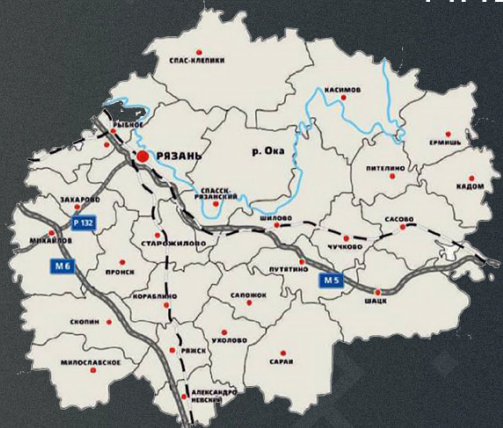 СПАС-КЛЕПИКИ
КАСИМОВ
РЫБНОЕ
ЕРМИШЬ
РЯЗАНЬ
р. Ока
ПИТЕЛИНО
КАДОМ
СПАССК-
РЯЗАНСКИЙ
ЗАХАРОВО
Р 132
ШИЛОВО
САСОВО
МИХАЙЛОВ
СТАРОЖИЛОВО
ЧУЧКОВО
М 6
ПРОНСК
ПУТЯТИНО
М 5
ШАЦК
КОРАБЛИНО
САПОЖОК
СКОПИН
УХОЛОВО
РЯЖСК
САРАИ
МИЛОСЛАВСКОЕ
АЛЕКСАНДРО
НЕВСКИЙ